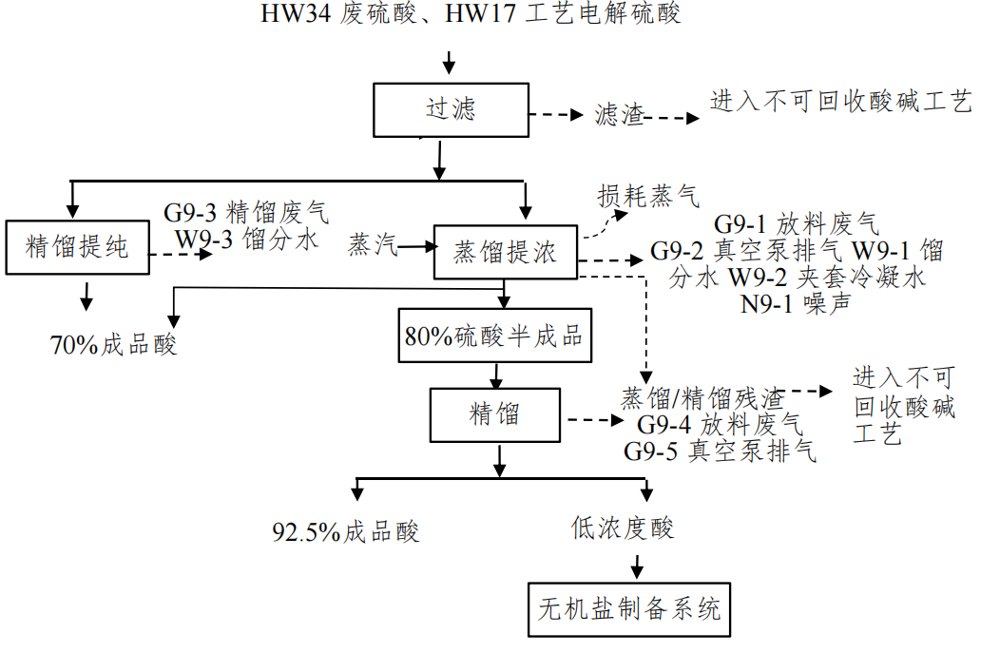 HW34 废硫酸、HW17 工艺电解硫酸
过滤
滤渣
进入不可回收酸碱工艺
精馏提纯
G9-3 精馏废气
W9-3 馏分水
蒸汽
蒸馏提浓
损耗蒸气
G9-1 放料废气
G9-2 真空泵排气 W9-1 馏
分水 W9-2 夹套冷凝水
N9-1 噪声
70%成品酸
80%硫酸半成品
精馏
蒸馏/精馏残渣
G9-4 放料废气
G9-5 真空泵排气
进入不可
回收酸碱
工艺
92.5%成品酸
低浓度酸
无机盐制备系统